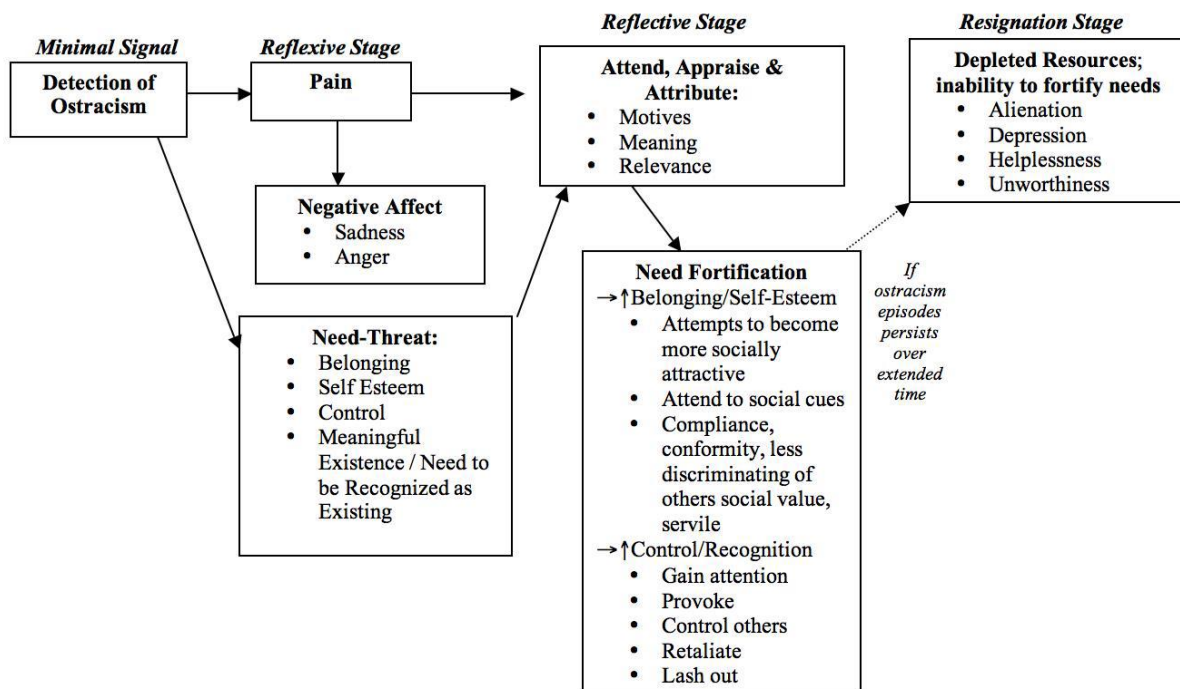 Minimal Signal
Detection of
Ostracism
Reflexive Stage
Pain
Negative Affect
• Sadness
• Anger
Need-Threat:
• Belonging
• Self Esteem
• Control
• Meaningful
Existence / Need to
be Recognized as
Existing
Reflective Stage
Attend, Appraise &
Attribute:
• Motives
• Meaning
• Relevance
Need Fortification
→↑Belonging/Self-Esteem
• Attempts to become
more socially
attractive
• Attend to social cues
• Compliance,
conformity, less
discriminating of
others social value,
servile
→↑Control/Recognition
• Gain attention
• Provoke
• Control others
• Retaliate
• Lash out
If
ostracism
episodes
persists
over
extended
time
Resignation Stage
Depleted Resources;
inability to fortify needs
• Alienation
• Depression
• Helplessness
• Unworthiness